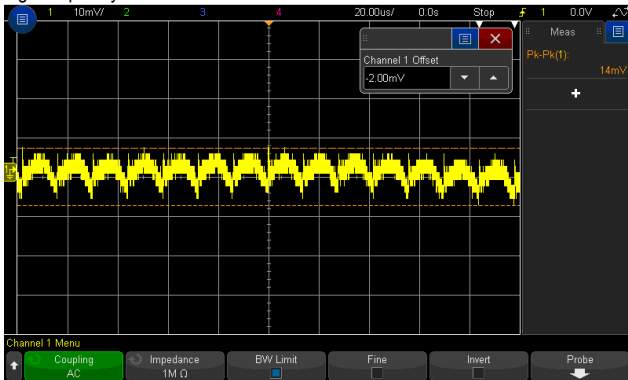 1 10mV/ 2 3 4 20.00us/ 0.0s Stop 1 0.0V
Meas
Channel 1 Offset
-2.00mV
Pk-Pk(1):
14mV
+
T
Channel 1 Menu
Coupling
AC
Impedance
1M Ω
BW Limit
Fine
Invert
Probe